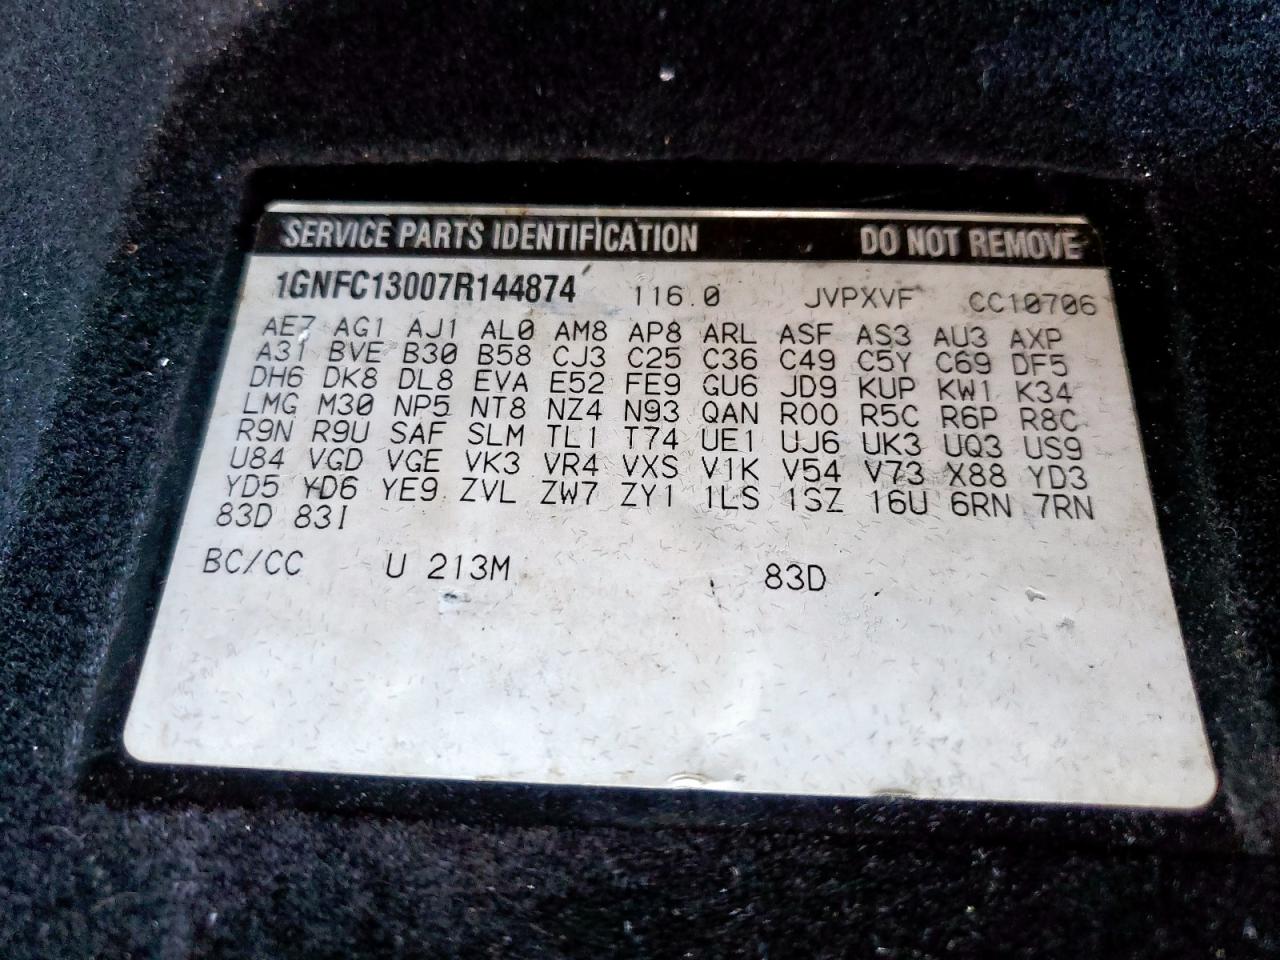 SERVICE PARTS IDENTIFICATION DO NOT REMOVE
1GNFC13007R144874 116.0 JVPXVF CC10706
AE7 AG1 AJ1 AL0 AM8 AP8 ARL ASF AS3 AU3 AXP
A31 BVE B30 B58 CJ3 C25 C36 C49 C5Y C69 DF5
DH6 DK8 DL8 EVA E52 FE9 GU6 JD9 KUP KW1 K34
LMG M30 NP5 NT8 NZ4 N93 QAN R00 R5C R6P R8C
R9N R9U SAF SLM TL1 T74 UE1 UJ6 UK3 UQ3 US9
U84 VGD VGE VK3 VR4 VXS V1K V54 V73 X88 YD3
YD5 YD6 YE9 ZVL ZW7 ZY1 1LS 1SZ 16U 6RN 7RN
83D 83I
BC/CC U 213M 83D